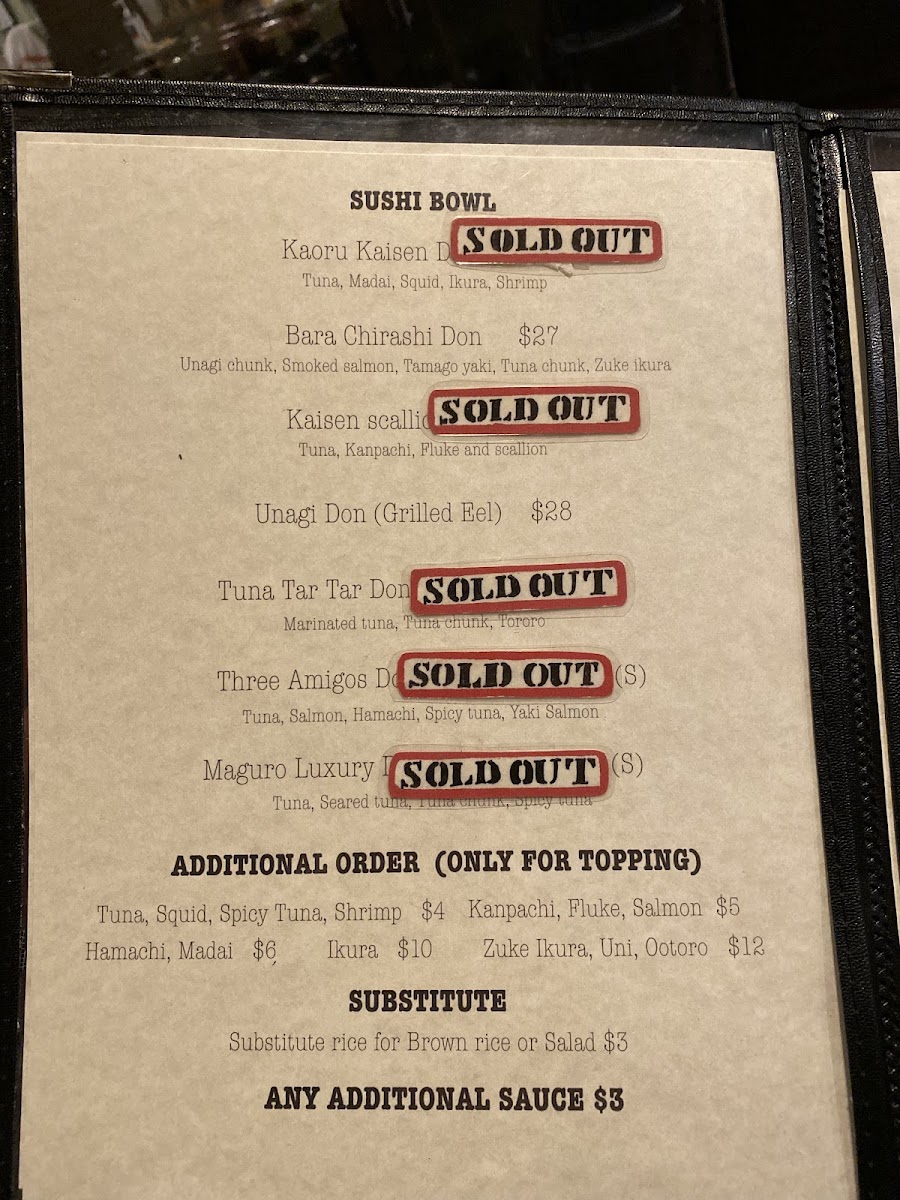 SUSHI BOWL
Kaoru Kaisen D SOLD OUT
Tuna, Madai, Squid, Ikura, Shrimp
Bara Chirashi Don $27
Unagi chunk, Smoked salmon, Tamago yaki, Tuna chunk, Zuke ikura
Kaisen scallio SOLD OUT
Tuna, Kanpachi, Fluke and scallion
Unagi Don (Grilled Eel) $28
Tuna Tar Tar Don SOLD OUT
Marinated tuna, Tuna chunk, Tororo
Three Amigos Do SOLD OUT (S)
Tuna, Salmon, Hamachi, Spicy tuna, Yaki Salmon
Maguro Luxury SOLD OUT (S)
Tuna, Seared tuna, Tuna chunk, Spicy tuna
ADDITIONAL ORDER (ONLY FOR TOPPING)
Tuna, Squid, Spicy Tuna, Shrimp $4 Kanpachi, Fluke, Salmon $5
Hamachi, Madai $6 Ikura $10 Zuke Ikura, Uni, Ootoro $12
SUBSTITUTE
Substitute rice for Brown rice or Salad $3
ANY ADDITIONAL SAUCE $3